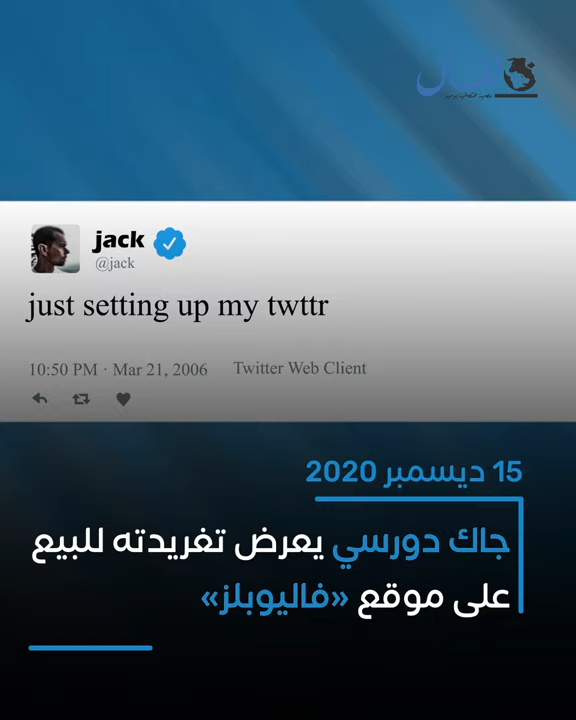 jack
@jack
just setting up my twttr
10:50 PM · Mar 21, 2006 Twitter Web Client
15 ديسمبر 2020
جاك دورسي يعرض تغريدته للبيع
على موقع «فاليوبلز»